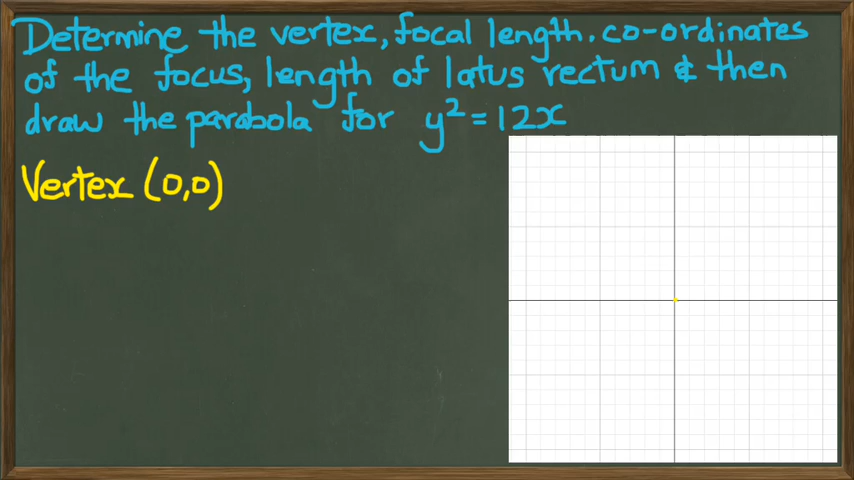 Determine the vertex, focal length. co-ordinates
of the focus, length of latus rectum & then
draw the parabola for y² = 12x
Vertex (0,0)